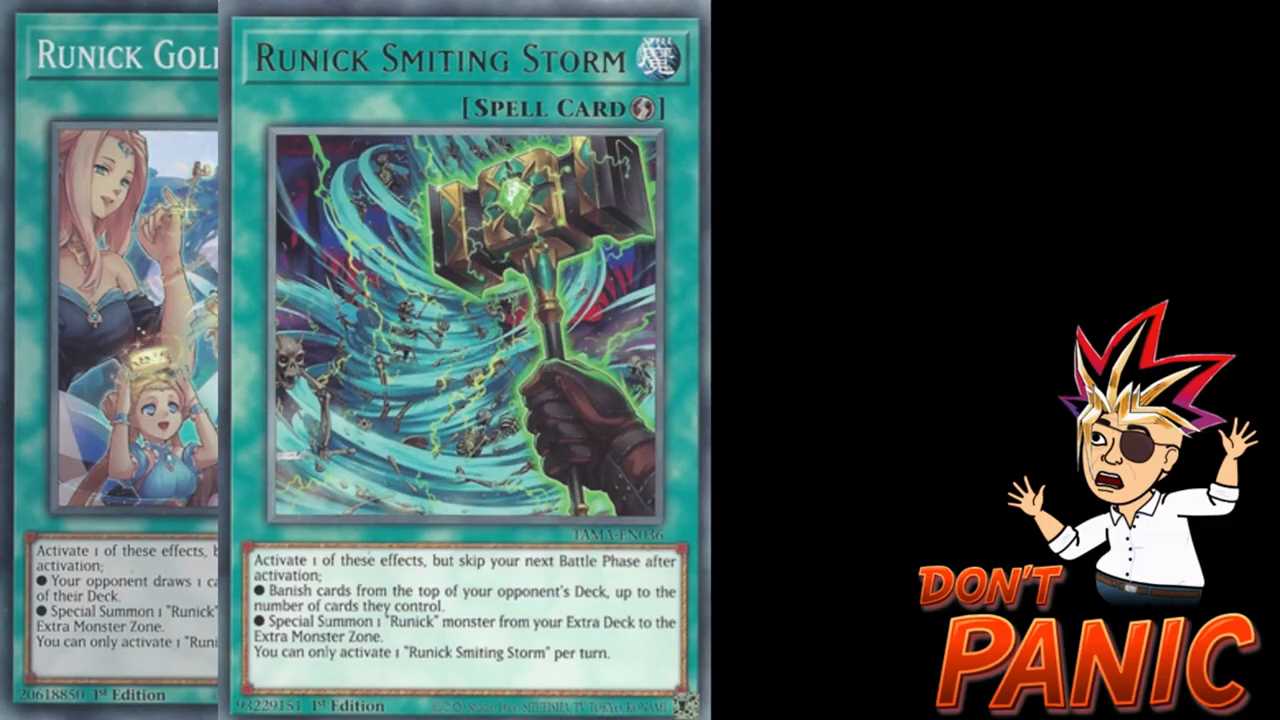 RUNICK GOL
Activate 1 of these effects, b
activation;
● Your opponent draws 1 ca
of their Deck.
● Special Summon 1 "Runick"
Extra Monster Zone.
You can only activate 1 "Runi
20618850 1st Edition
RUNICK SMITING STORM 魔
[SPELL CARD]
TAMA-EN036
Activate 1 of these effects, but skip your next Battle Phase after
activation;
● Banish cards from the top of your opponent's Deck, up to the
number of cards they control.
● Special Summon 1 "Runick" monster from your Extra Deck to the
Extra Monster Zone.
You can only activate 1 "Runick Smiting Storm" per turn.
93229151 1st Edition
DON'T
PANIC